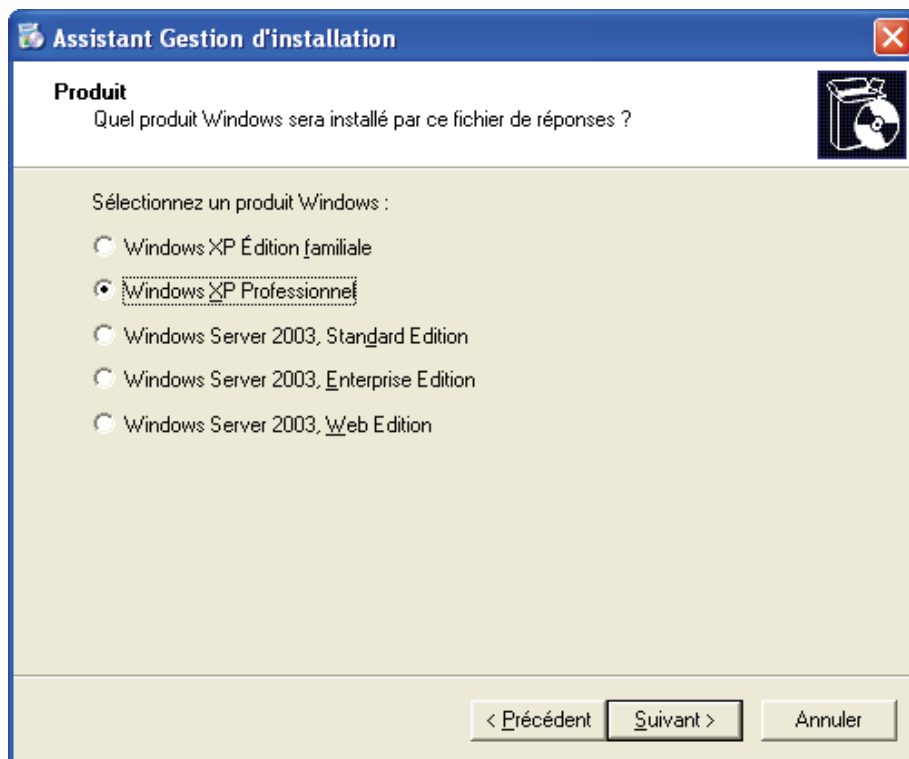 Assistant Gestion d'installation
Produit
Quel produit Windows sera installé par ce fichier de réponses ?
Sélectionnez un produit Windows :
Windows XP Édition familiale
Windows XP Professionnel
Windows Server 2003, Standard Edition
Windows Server 2003, Enterprise Edition
Windows Server 2003, Web Edition
< Précédent
Suivant >
Annuler